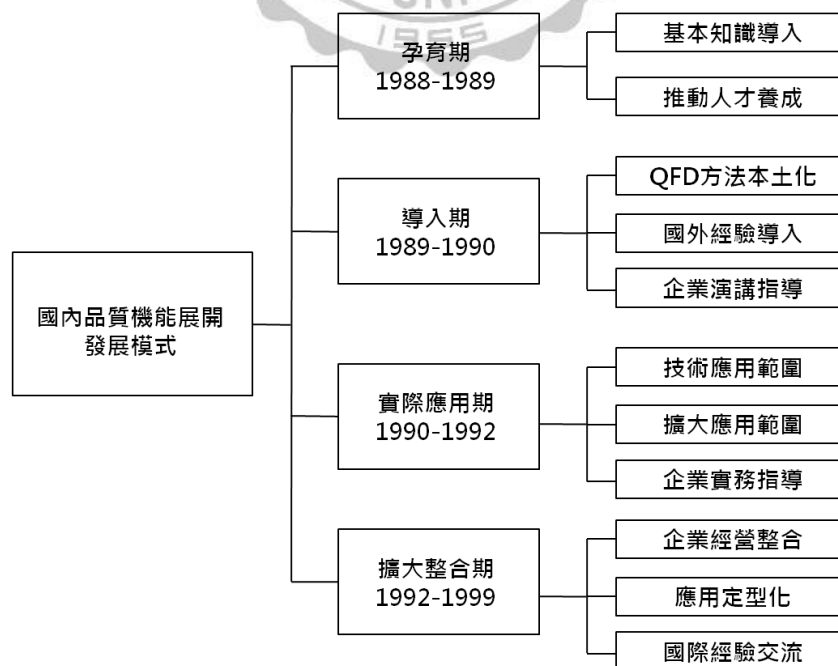 1955
孕育期
1988-1989
基本知識導入
推動人才養成
導入期
1989-1990
QFD方法本土化
國外經驗導入
企業演講指導
國內品質機能展開
發展模式
實際應用期
1990-1992
技術應用範圍
擴大應用範圍
企業實務指導
擴大整合期
1992-1999
企業經營整合
應用定型化
國際經驗交流